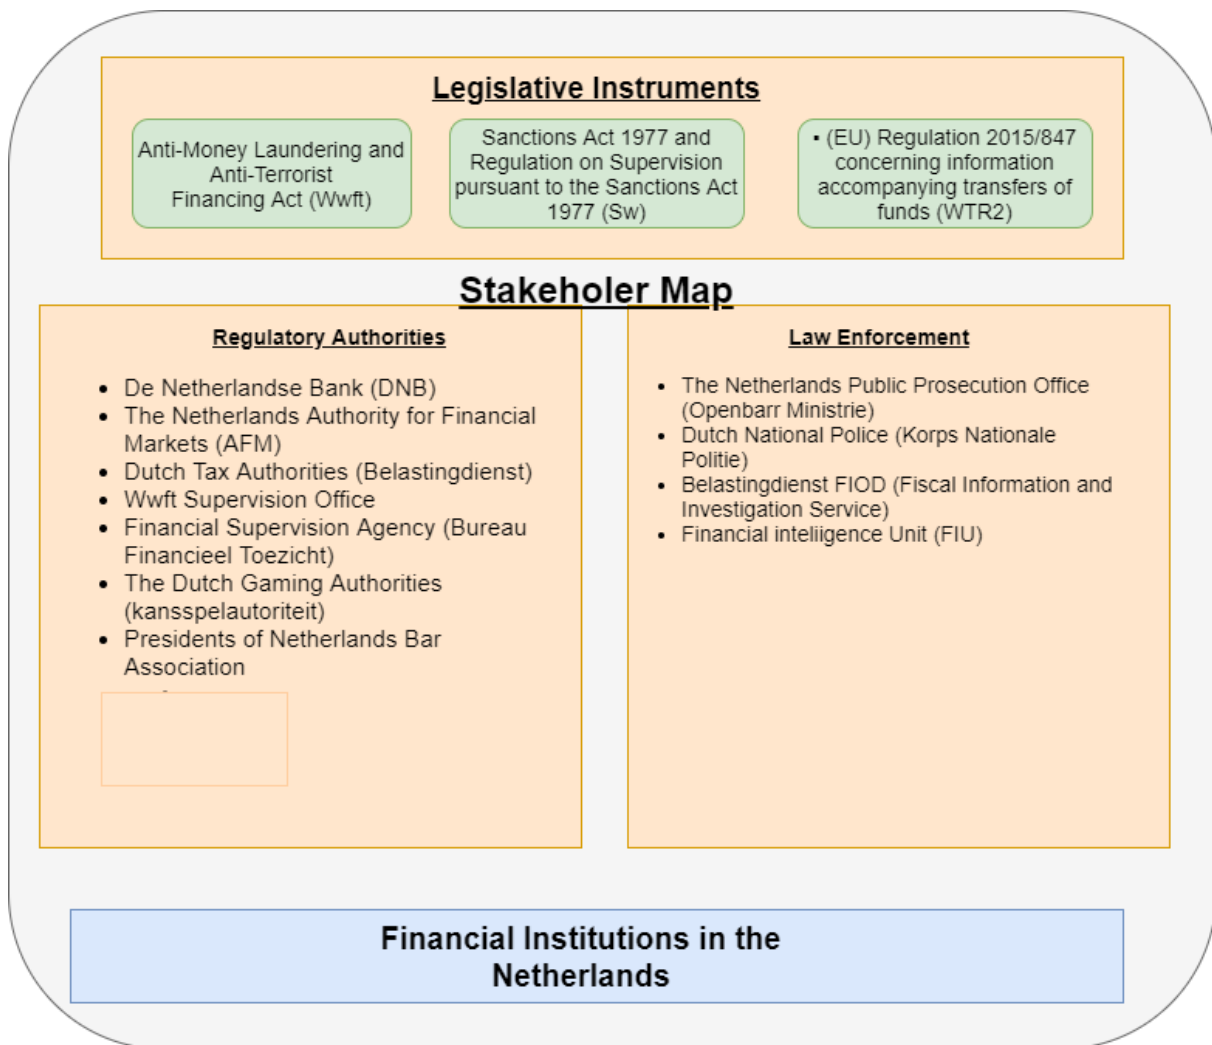 Legislative Instruments
Anti-Money Laundering and
Anti-Terrorist
Financing Act (Wwft)
Sanctions Act 1977 and
Regulation on Supervision
pursuant to the Sanctions Act
1977 (Sw)
▪ (EU) Regulation 2015/847
concerning information
accompanying transfers of
funds (WTR2)
Stakeholer Map
Regulatory Authorities
• De Netherlandse Bank (DNB)
• The Netherlands Authority for Financial
Markets (AFM)
• Dutch Tax Authorities (Belastingdienst)
• Wwft Supervision Office
• Financial Supervision Agency (Bureau
Financieel Toezicht)
• The Dutch Gaming Authorities
(kansspelautoriteit)
• Presidents of Netherlands Bar
Association
Law Enforcement
• The Netherlands Public Prosecution Office
(Openbarr Ministrie)
• Dutch National Police (Korps Nationale
Politie)
• Belastingdienst FIOD (Fiscal Information and
Investigation Service)
• Financial inteliigence Unit (FIU)
Financial Institutions in the
Netherlands